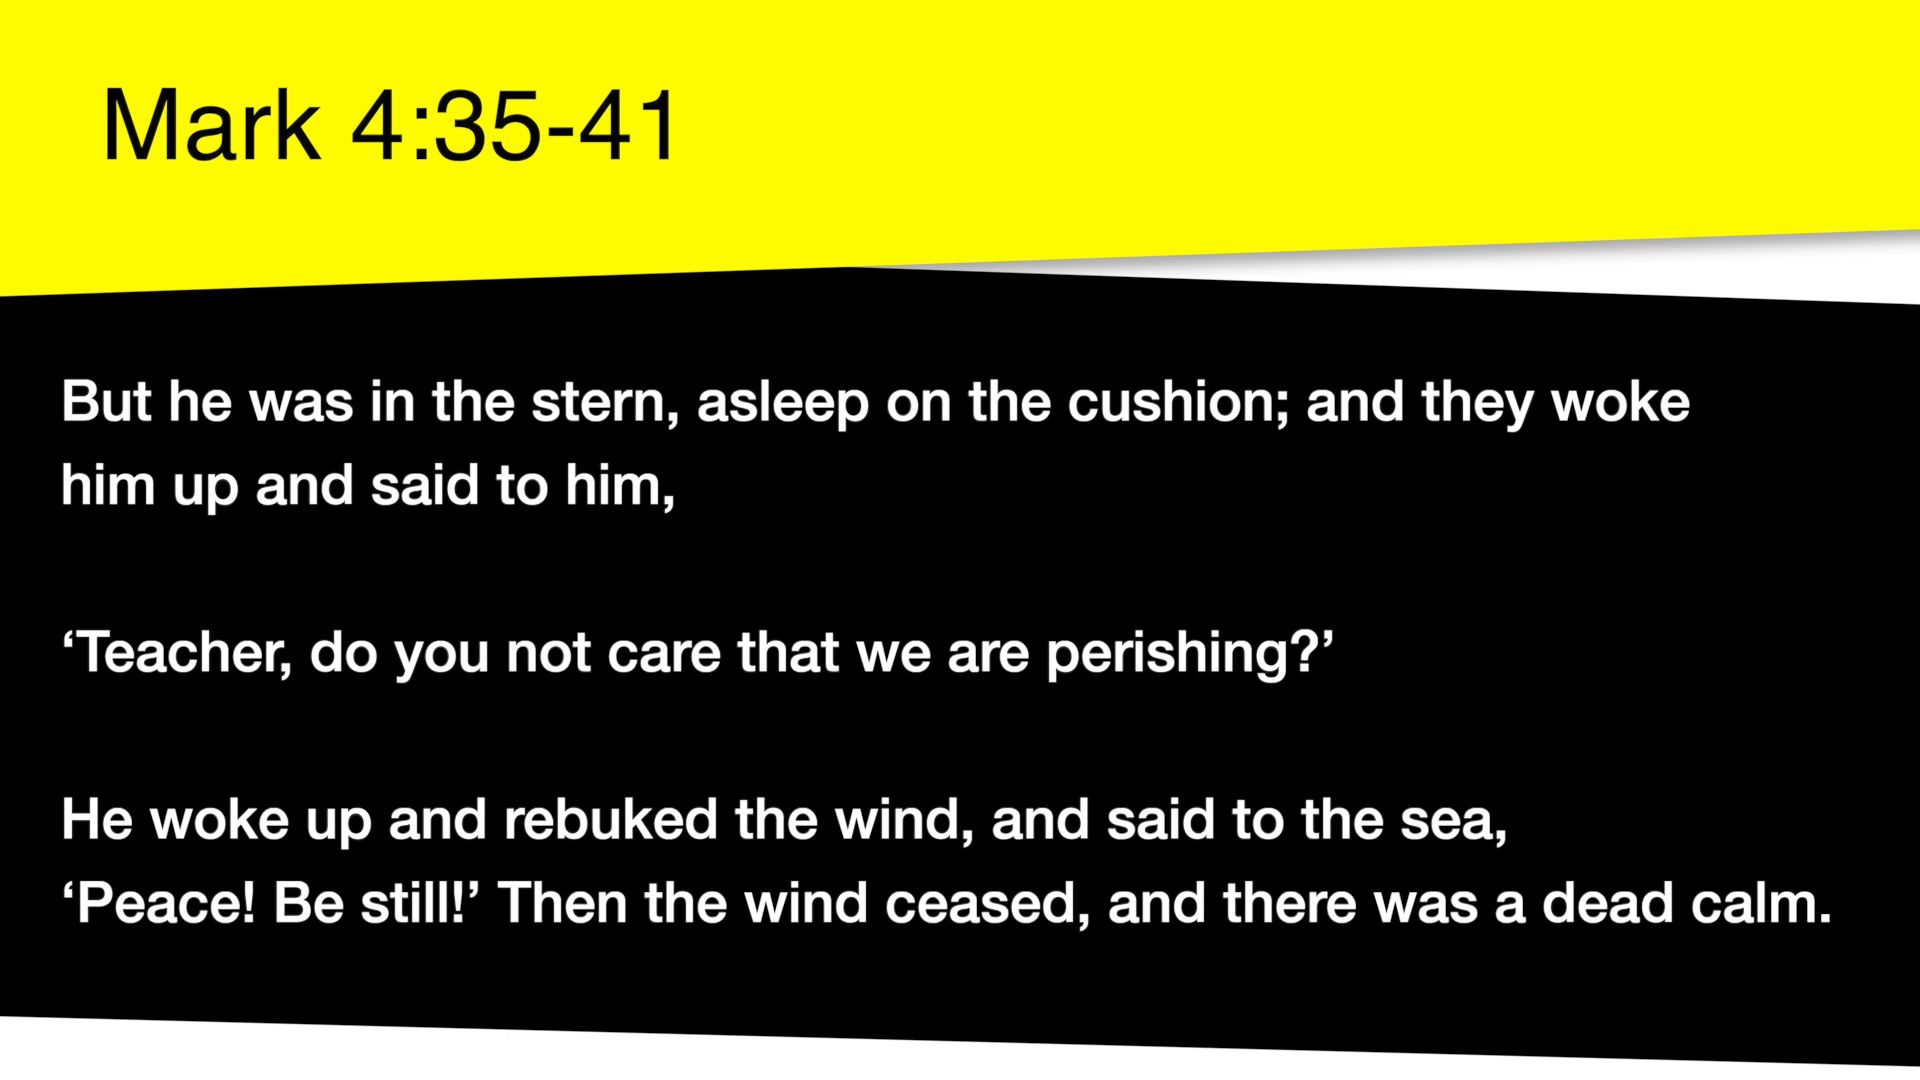 Mark 4:35-41
But he was in the stern, asleep on the cushion; and they woke
him up and said to him,
‘Teacher, do you not care that we are perishing?’
He woke up and rebuked the wind, and said to the sea,
‘Peace! Be still!’ Then the wind ceased, and there was a dead calm.